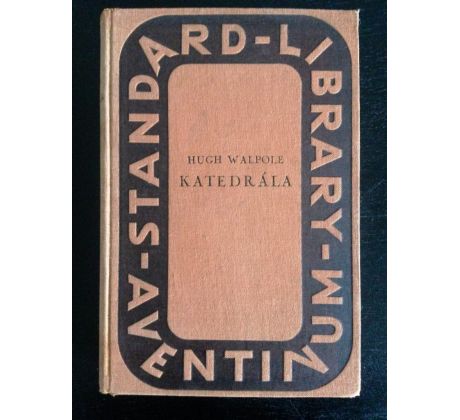 STANDARD-LIBRARY-
AVENTINUM-
HUGH WALPOLE
KATEDRÁLA